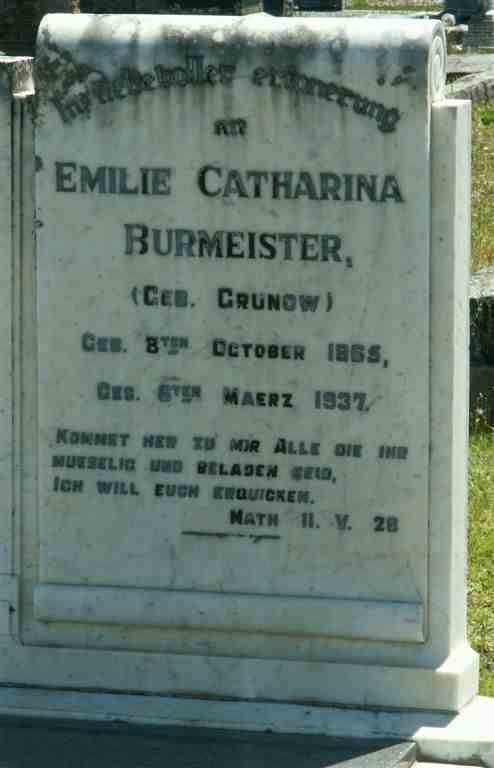 In liebevoller erinnerung
an
EMILIE CATHARINA
BURMEISTER,
(GEB. GRUNOW)
GEB. 8TEN OCTOBER 1865,
GES. 6TEN MAERZ 1937.
KOMMET HER ZU MIR ALLE DIE IHR
MUESELIG UND BELADEN SEID,
ICH WILL EUCH ERQUICKEN.
MATH 11. V. 28